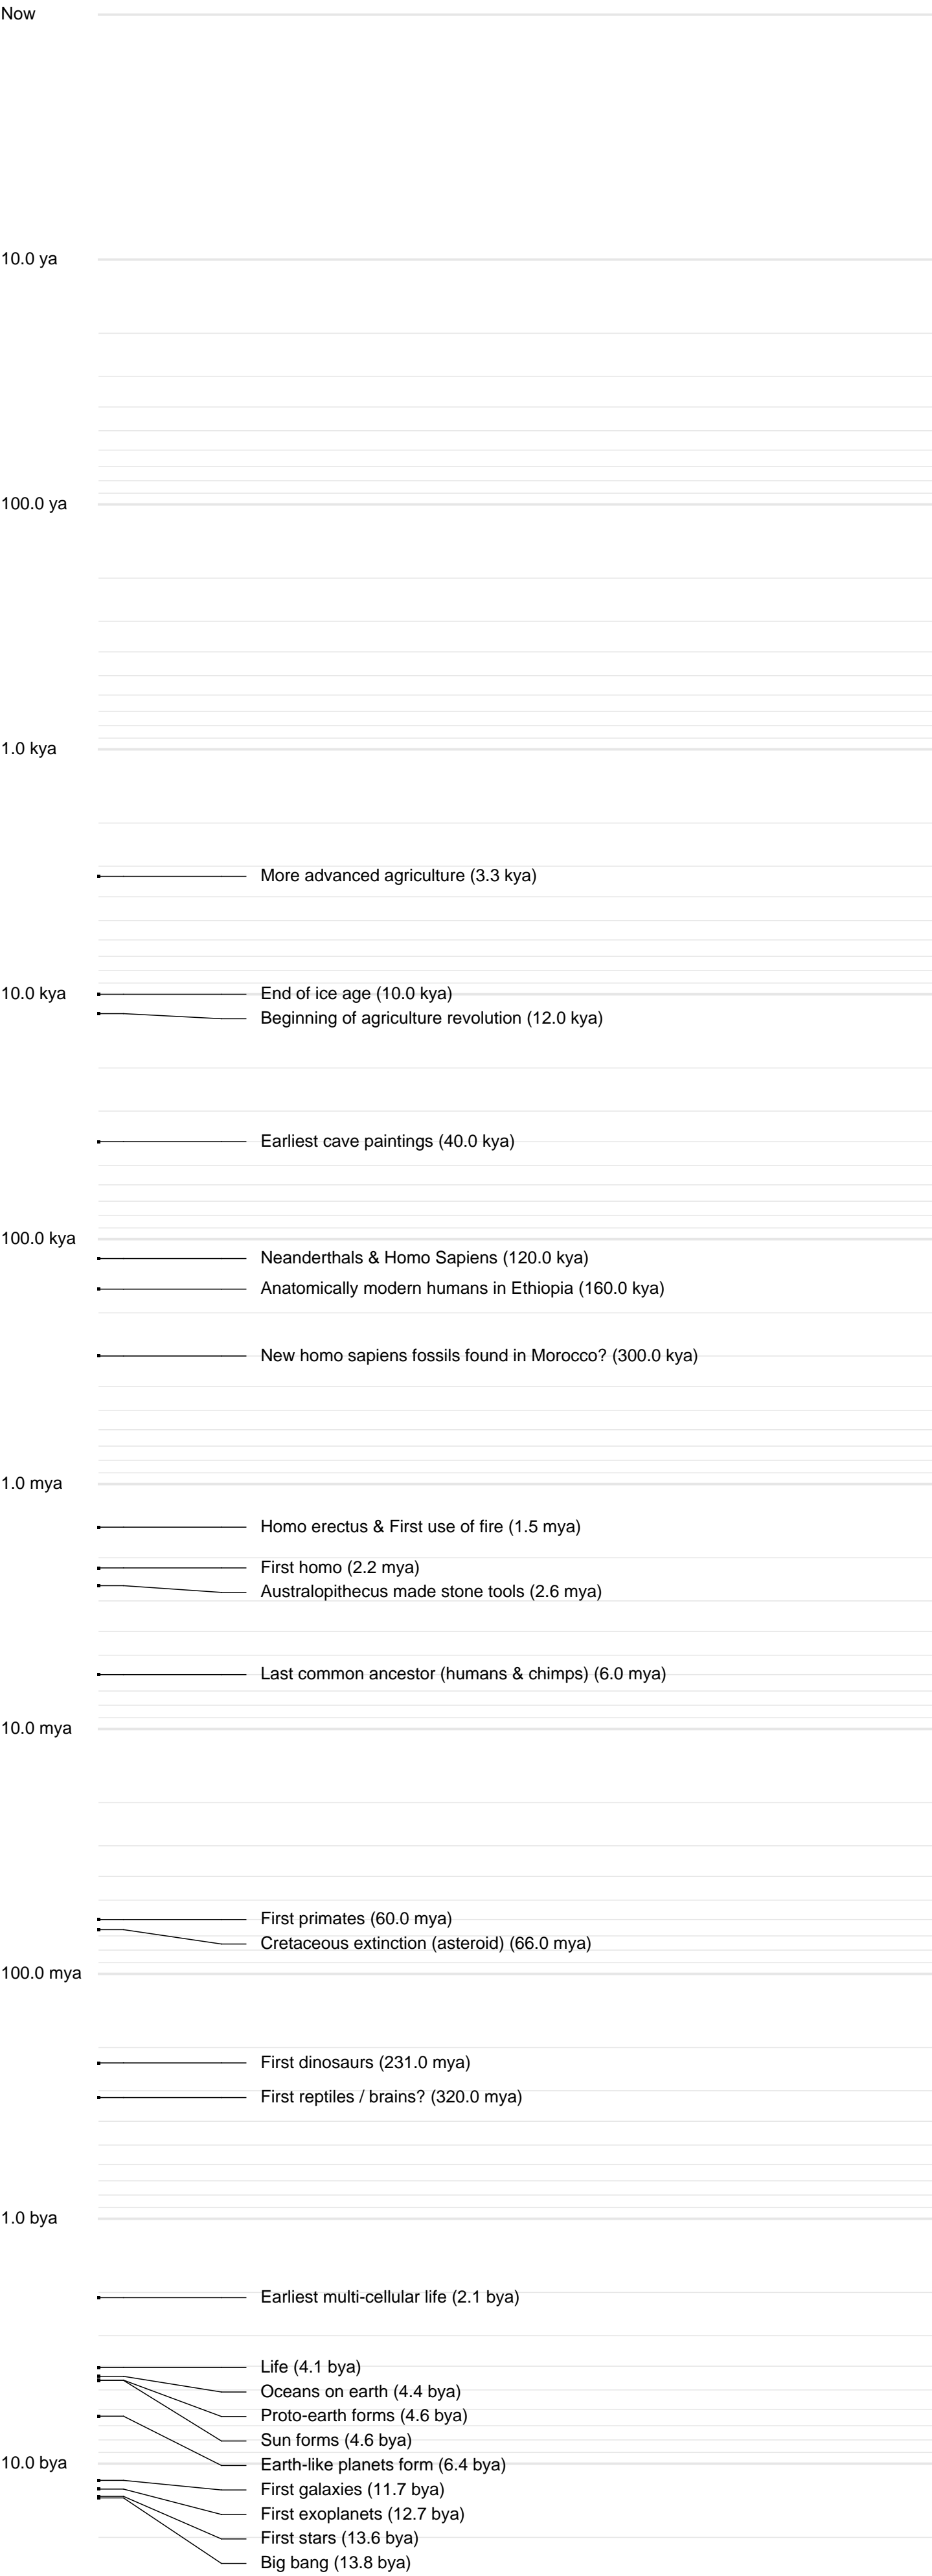 Now
10.0 ya
100.0 ya
1.0 kya
More advanced agriculture (3.3 kya)
10.0 kya
End of ice age (10.0 kya)
Beginning of agriculture revolution (12.0 kya)
Earliest cave paintings (40.0 kya)
100.0 kya
Neanderthals & Homo Sapiens (120.0 kya)
Anatomically modern humans in Ethiopia (160.0 kya)
New homo sapiens fossils found in Morocco? (300.0 kya)
1.0 mya
Homo erectus & First use of fire (1.5 mya)
First homo (2.2 mya)
Australopithecus made stone tools (2.6 mya)
Last common ancestor (humans & chimps) (6.0 mya)
10.0 mya
First primates (60.0 mya)
Cretaceous extinction (asteroid) (66.0 mya)
100.0 mya
First dinosaurs (231.0 mya)
First reptiles / brains? (320.0 mya)
1.0 bya
Earliest multi-cellular life (2.1 bya)
Life (4.1 bya)
Oceans on earth (4.4 bya)
Proto-earth forms (4.6 bya)
Sun forms (4.6 bya)
10.0 bya
Earth-like planets form (6.4 bya)
First galaxies (11.7 bya)
First exoplanets (12.7 bya)
First stars (13.6 bya)
Big bang (13.8 bya)